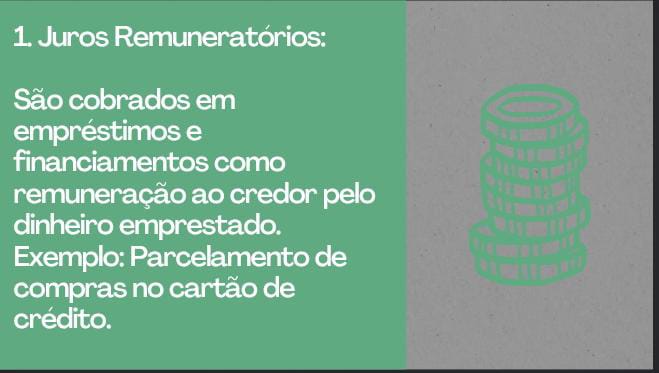 1. Juros Remuneratórios:
São cobrados em
empréstimos e
financiamentos como
remuneração ao credor pelo
dinheiro emprestado.
Exemplo: Parcelamento de
compras no cartão de
crédito.